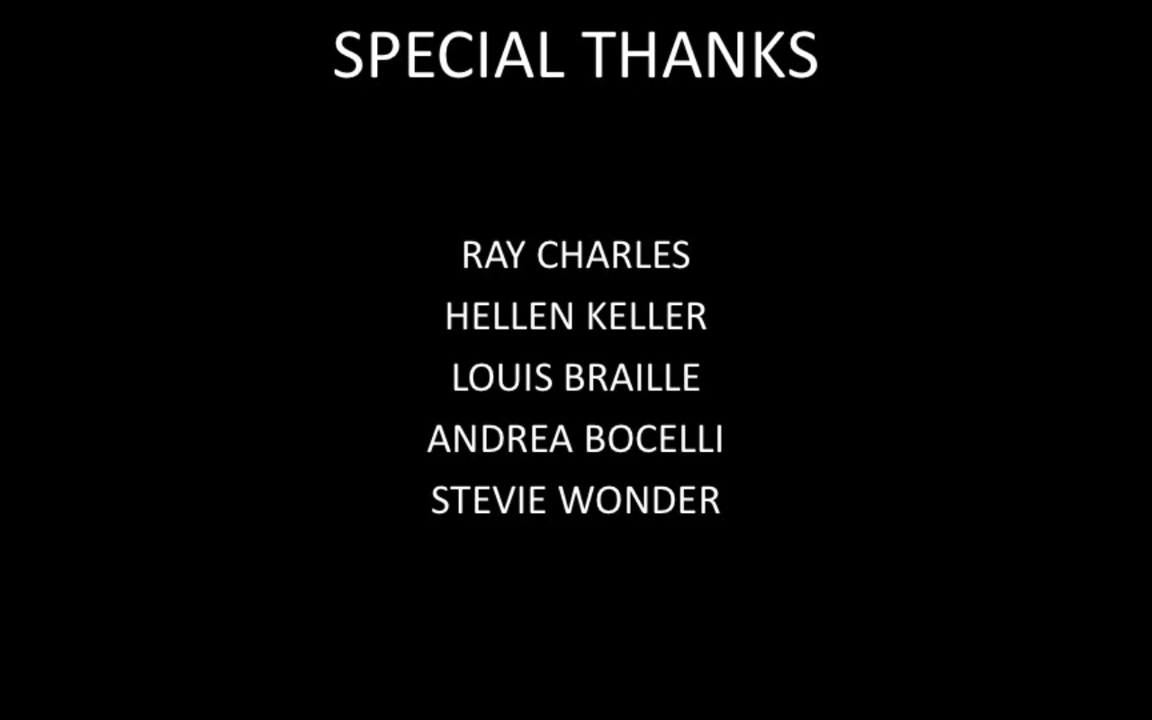 SPECIAL THANKS
RAY CHARLES
HELLEN KELLER
LOUIS BRAILLE
ANDREA BOCELLI
STEVIE WONDER